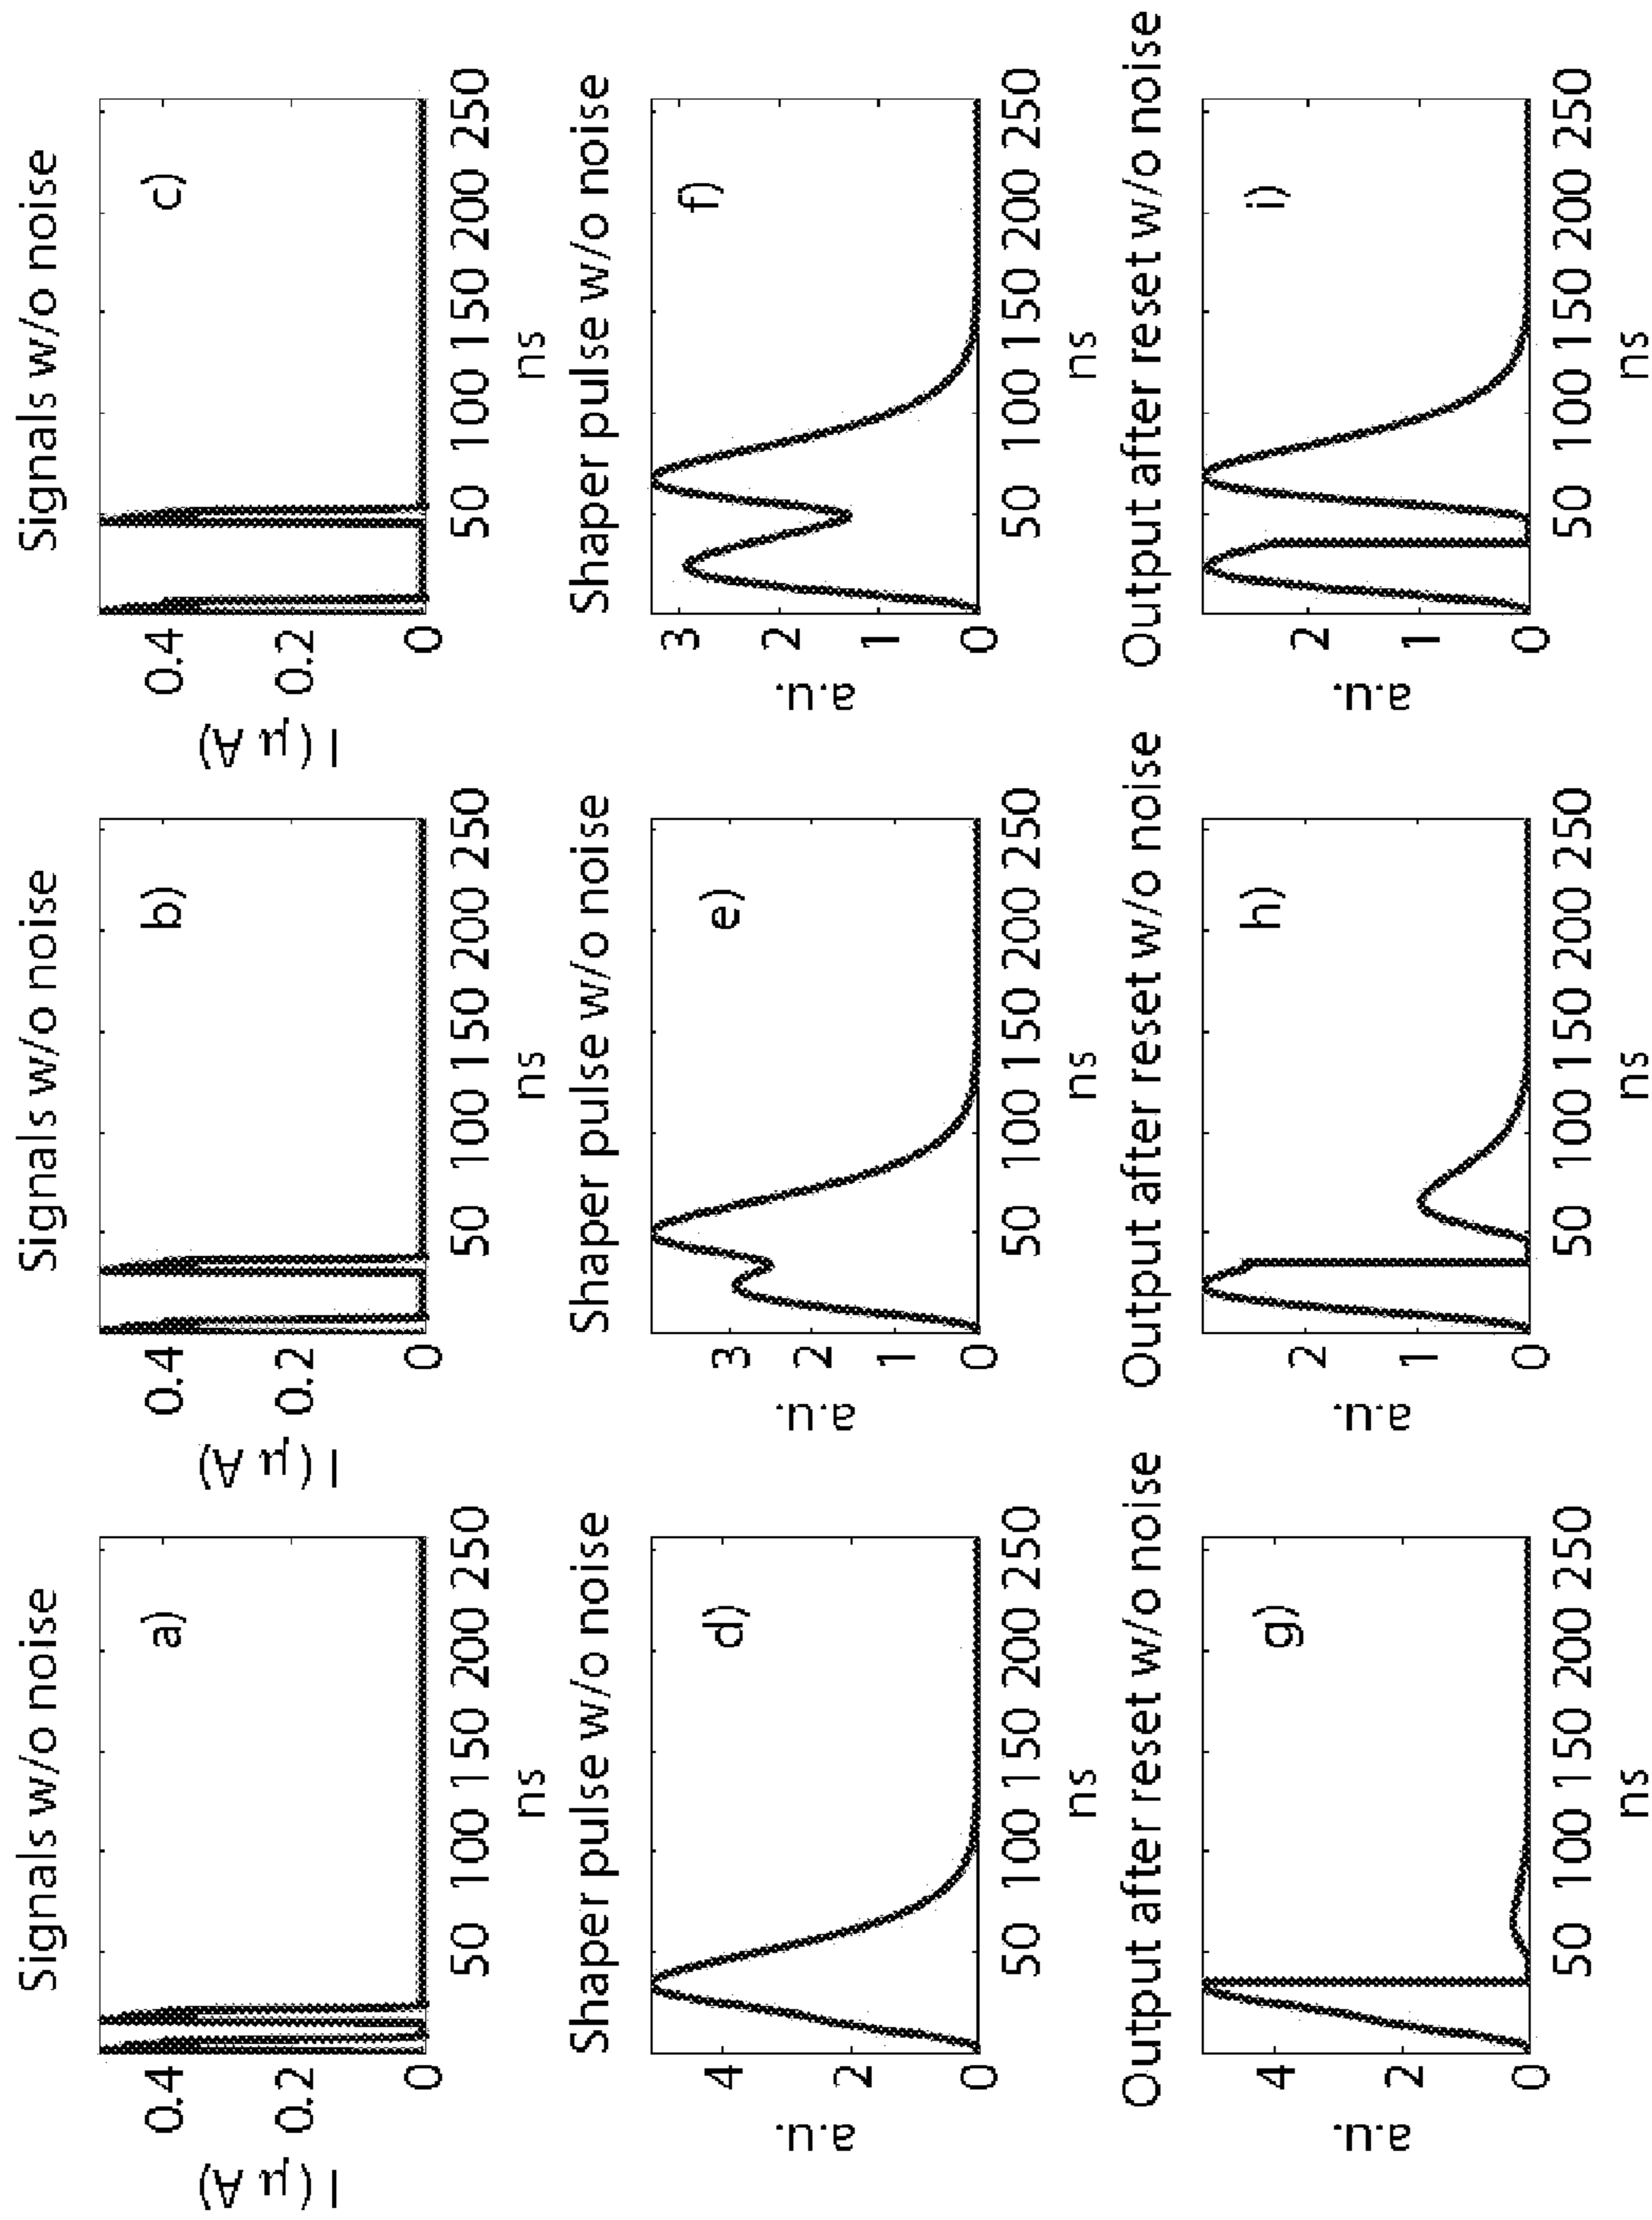 Signals w/o noise
a)
I ( μ A)
0.4
0.2
0
50 100 150 200 250
ns
Signals w/o noise
b)
I ( μ A)
0.4
0.2
0
50 100 150 200 250
ns
Signals w/o noise
c)
I ( μ A)
0.4
0.2
0
50 100 150 200 250
ns
Shaper pulse w/o noise
d)
a.u.
4
2
0
50 100 150 200 250
ns
Shaper pulse w/o noise
e)
a.u.
3
2
1
0
50 100 150 200 250
ns
Shaper pulse w/o noise
f)
a.u.
3
2
1
0
50 100 150 200 250
ns
Output after reset w/o noise
g)
a.u.
4
2
0
50 100 150 200 250
ns
Output after reset w/o noise
h)
a.u.
2
1
0
50 100 150 200 250
ns
Output after reset w/o noise
i)
a.u.
2
1
0
50 100 150 200 250
ns